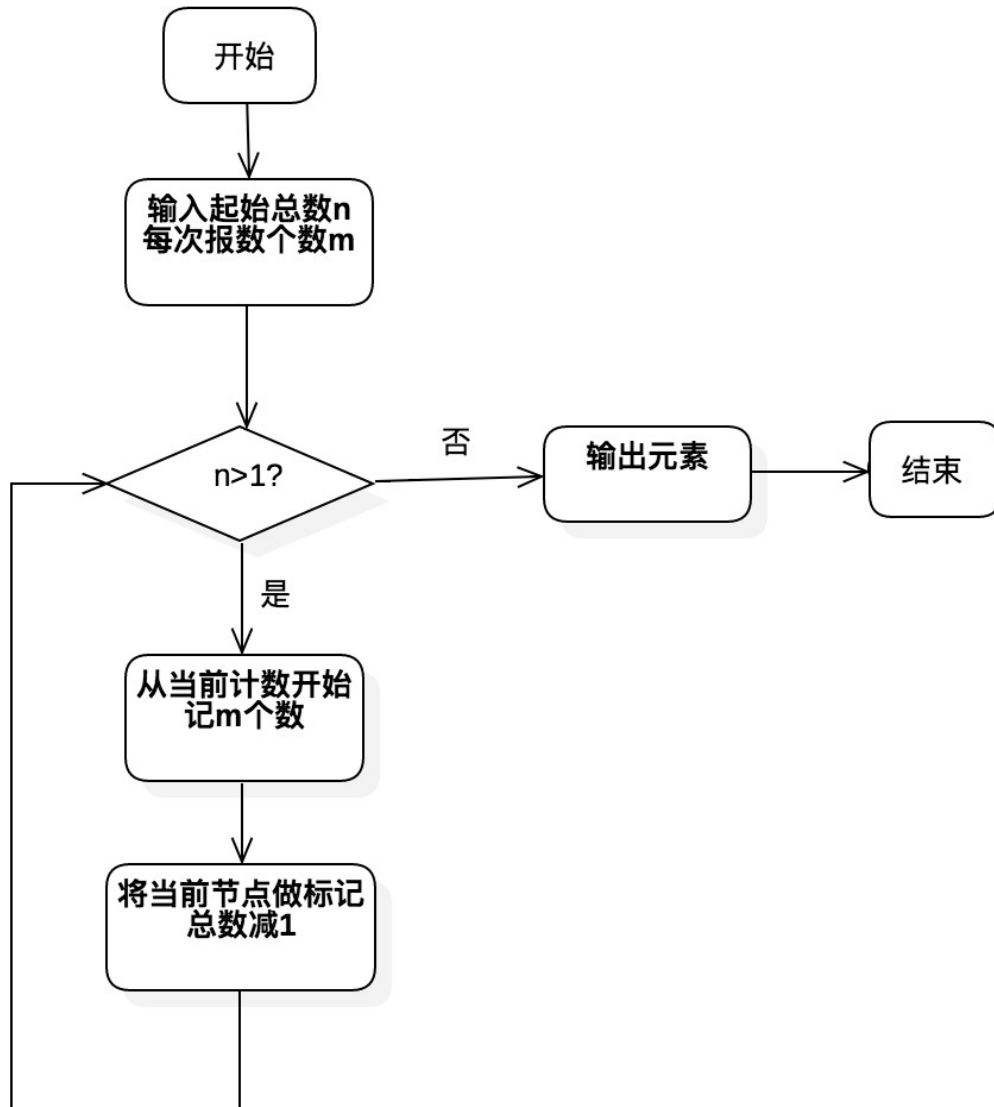 开始
输入起始总数n
每次报数个数m
n>1?
否
输出元素
结束
是
从当前计数开始
记m个数
将当前节点做标记
总数减1